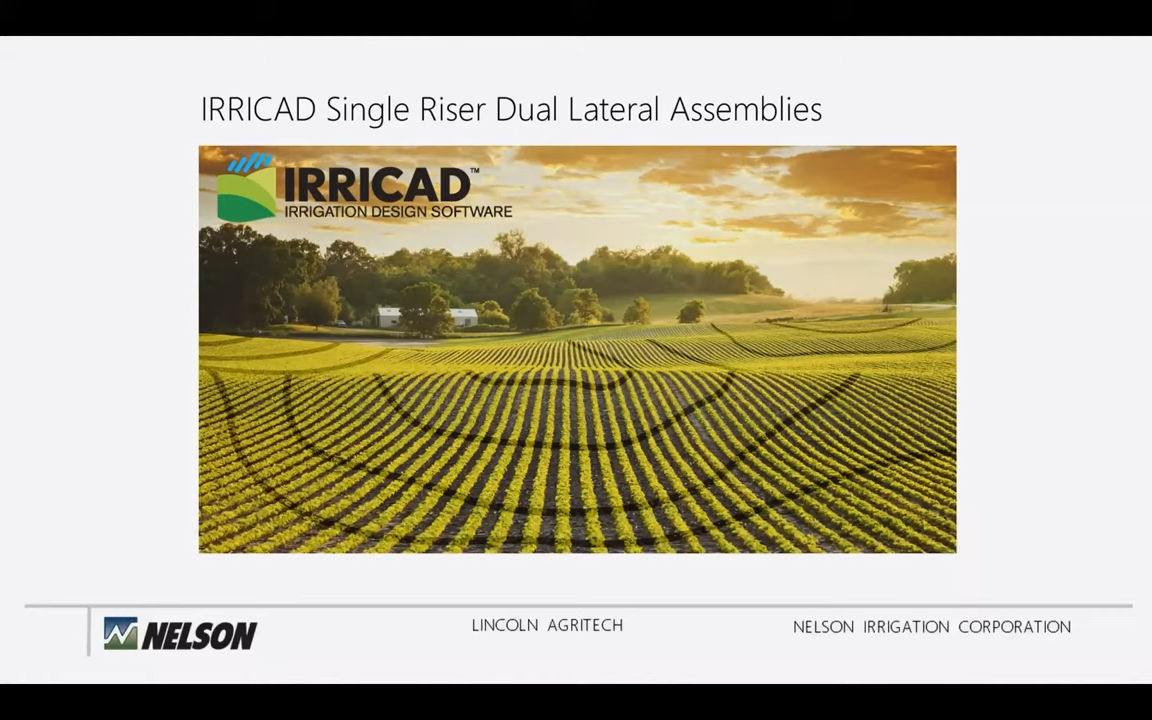 IRRICAD Single Riser Dual Lateral Assemblies
IRRICAD™
IRRIGATION DESIGN SOFTWARE
NELSON
LINCOLN AGRITECH
NELSON IRRIGATION CORPORATION